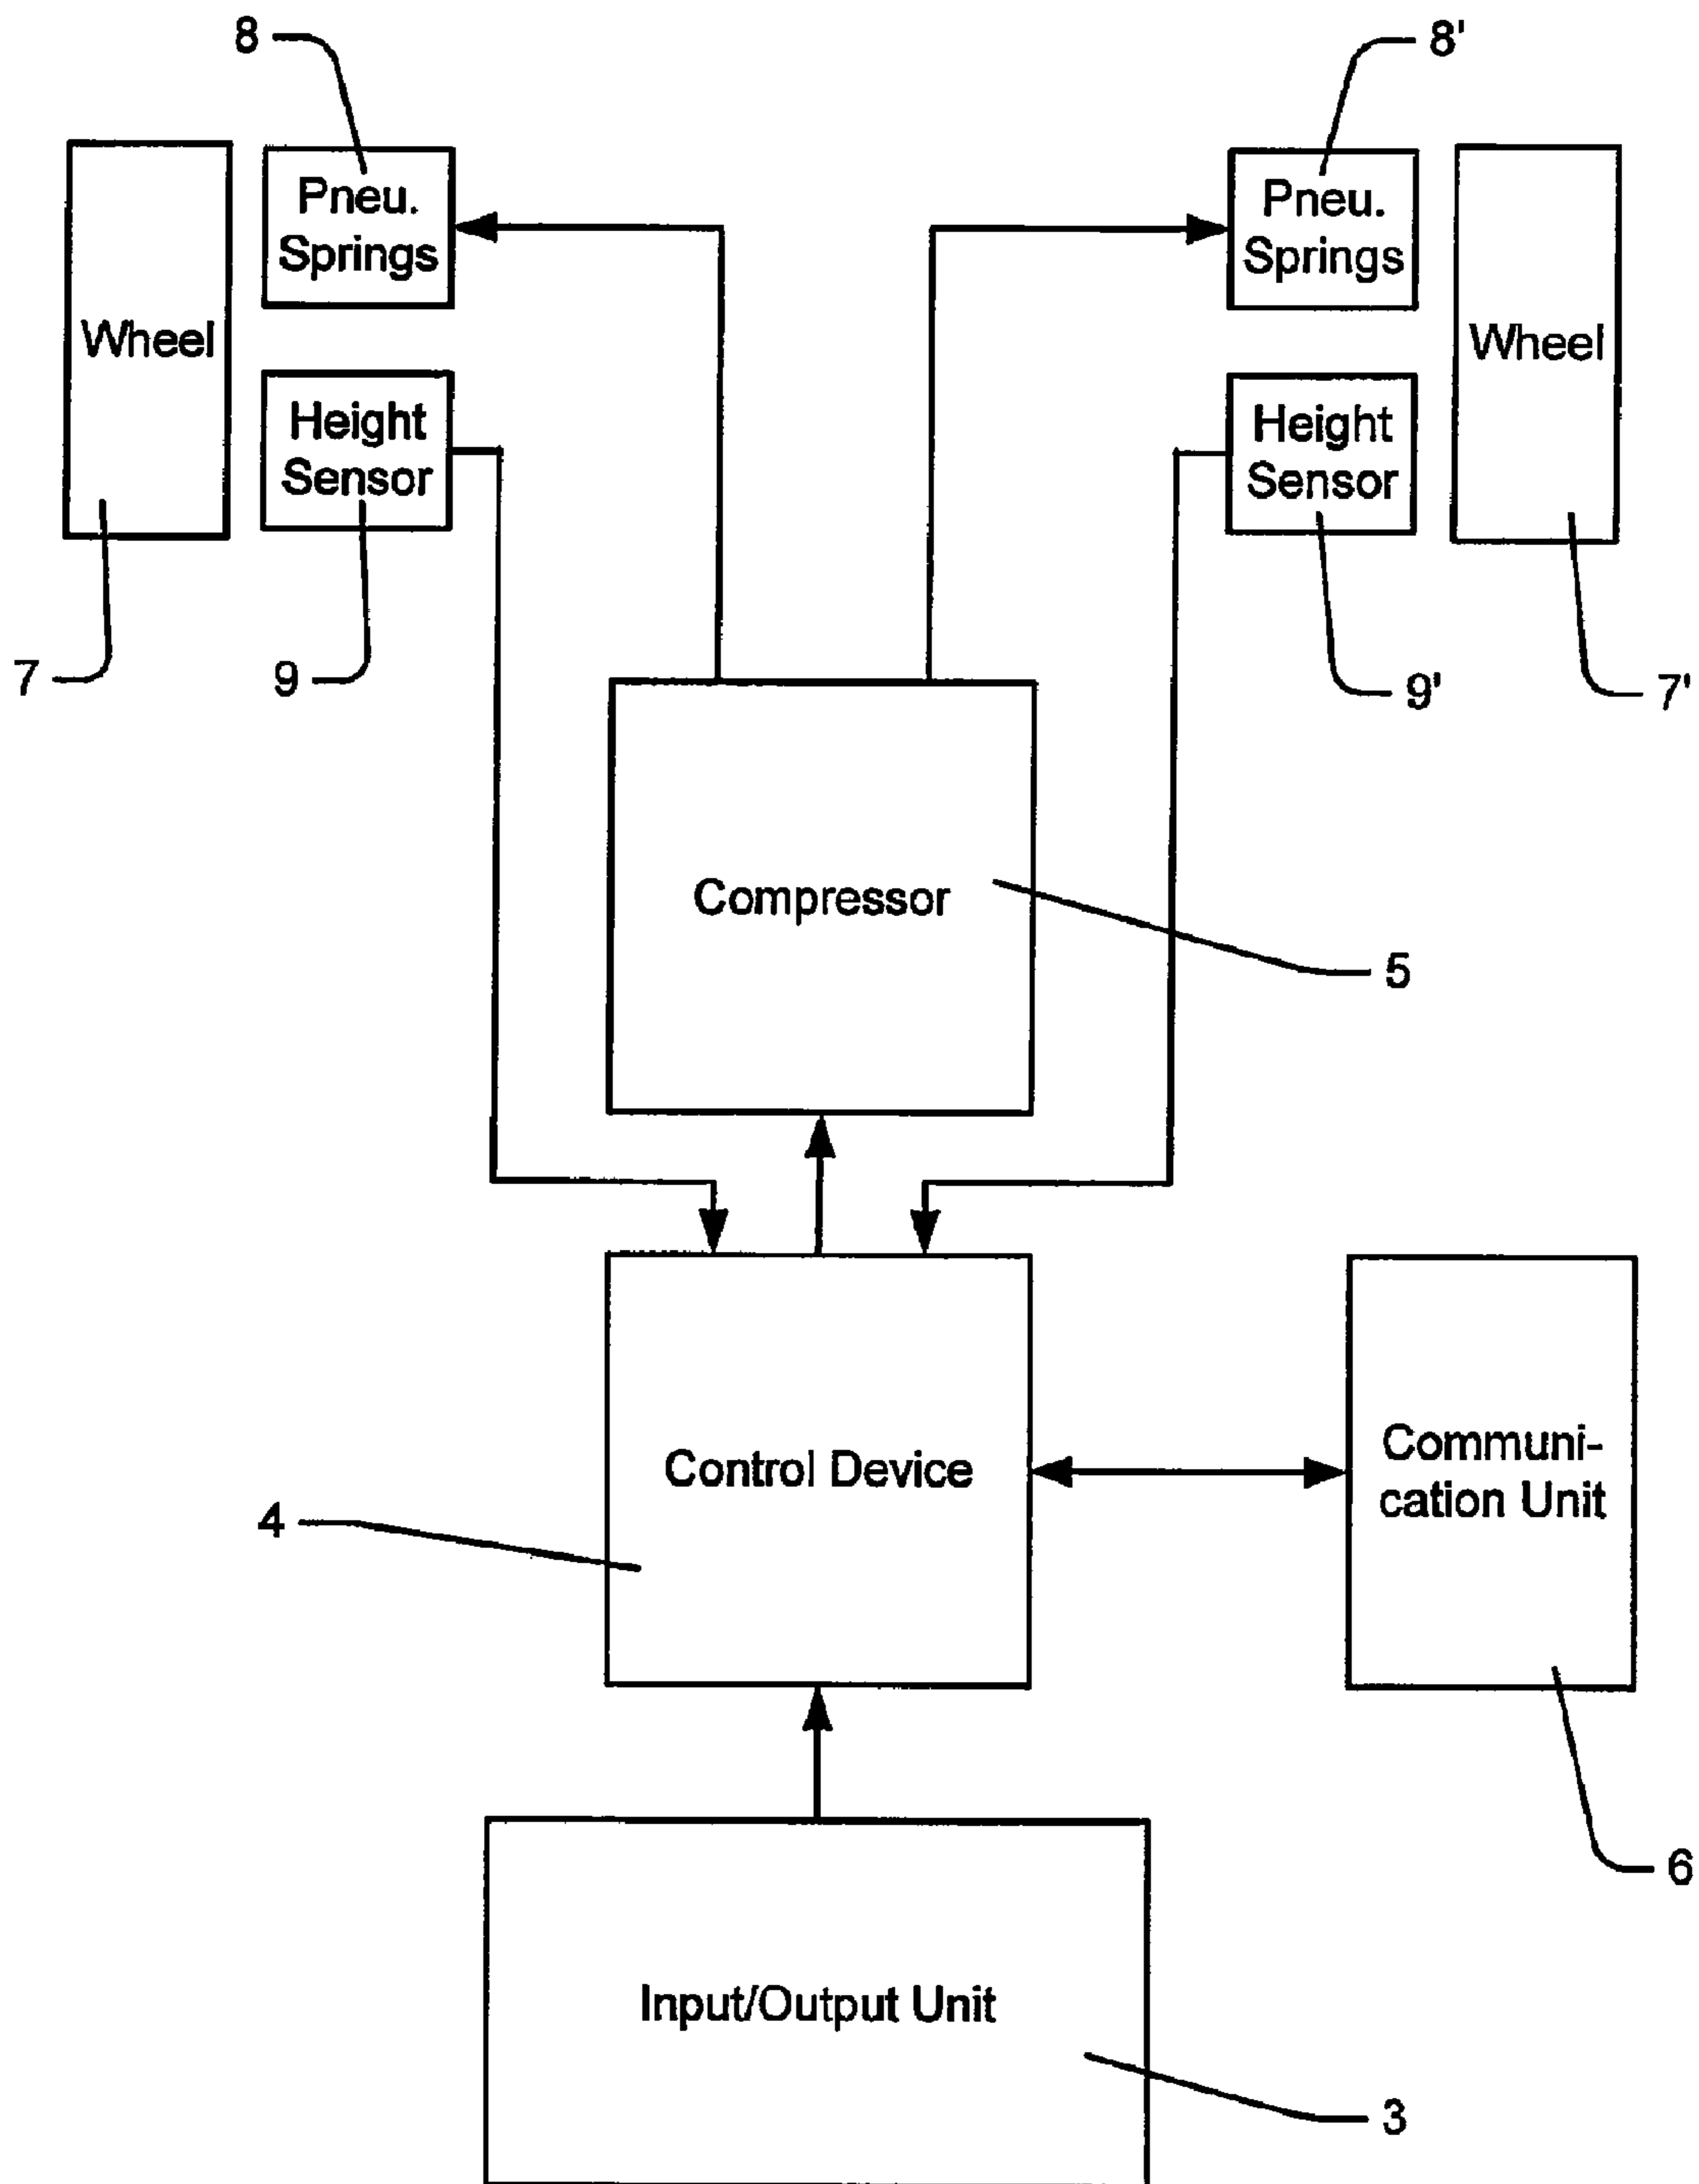 8
8'
Pneu.
Springs
Pneu.
Springs
Wheel
Wheel
Height
Sensor
Height
Sensor
7
9
9'
7'
Compressor
5
Control Device
Communi-
cation Unit
4
6
Input/Output Unit
3